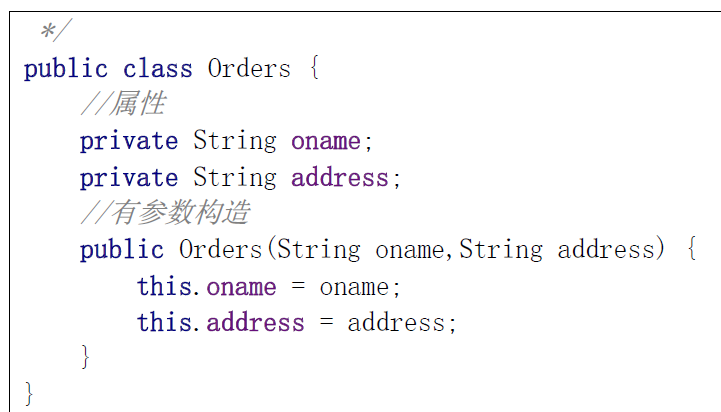 */
public class Orders {
//属性
private String oname;
private String address;
//有参数构造
public Orders(String oname,String address) {
this.oname = oname;
this.address = address;
}
}